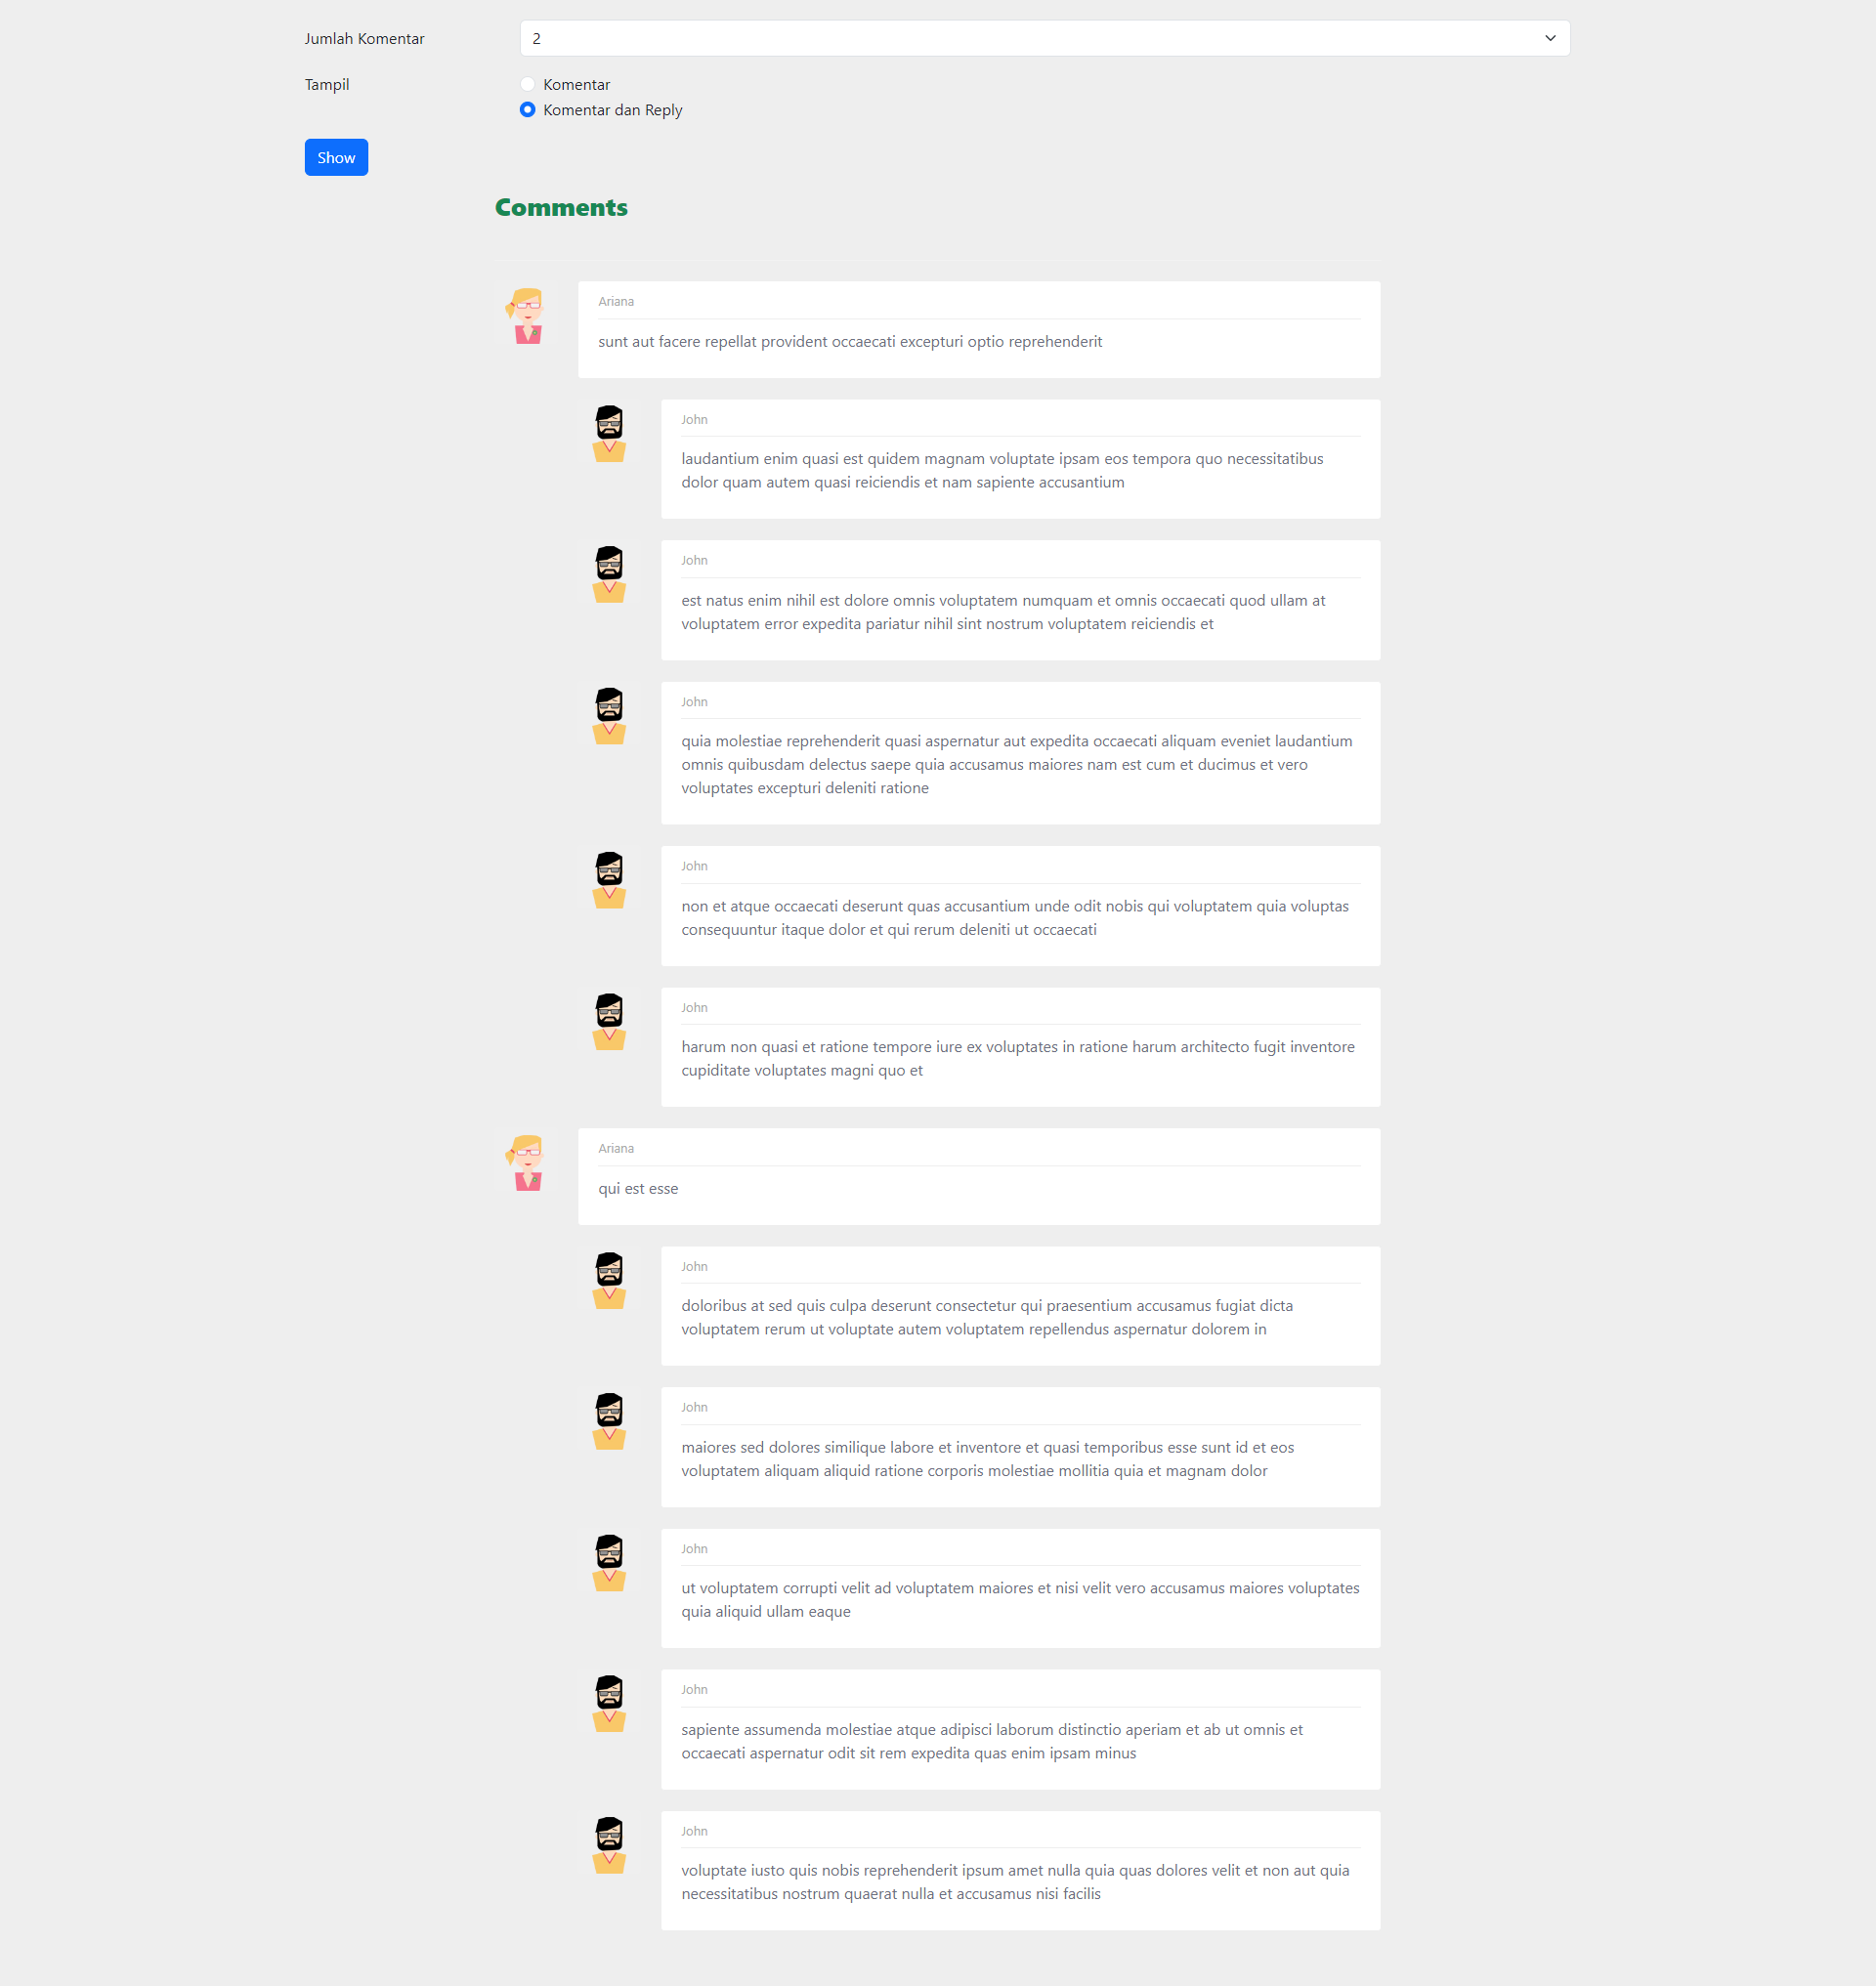 Jumlah Komentar
2
Tampil
Komentar
Komentar dan Reply
Show
Comments
Ariana
sunt aut facere repellat provident occaecati excepturi optio reprehenderit
John
laudantium enim quasi est quidem magnam voluptate ipsam eos tempora quo necessitatibus
dolor quam autem quasi reiciendis et nam sapiente accusantium
John
est natus enim nihil est dolore omnis voluptatem numquam et omnis occaecati quod ullam at
voluptatem error expedita pariatur nihil sint nostrum voluptatem reiciendis et
John
quia molestiae reprehenderit quasi aspernatur aut expedita occaecati aliquam eveniet laudantium
omnis quibusdam delectus saepe quia accusamus maiores nam est cum et ducimus et vero
voluptates excepturi deleniti ratione
John
non et atque occaecati deserunt quas accusantium unde odit nobis qui voluptatem quia voluptas
consequuntur itaque dolor et qui rerum deleniti ut occaecati
John
harum non quasi et ratione tempore iure ex voluptates in ratione harum architecto fugit inventore
cupiditate voluptates magni quo et
Ariana
qui est esse
John
doloribus at sed quis culpa deserunt consectetur qui praesentium accusamus fugiat dicta
voluptatem rerum ut voluptate autem voluptatem repellendus aspernatur dolorem in
John
maiores sed dolores similique labore et inventore et quasi temporibus esse sunt id et eos
voluptatem aliquam aliquid ratione corporis molestiae mollitia quia et magnam dolor
John
ut voluptatem corrupti velit ad voluptatem maiores et nisi velit vero accusamus maiores voluptates
quia aliquid ullam eaque
John
sapiente assumenda molestiae atque adipisci laborum distinctio aperiam et ab ut omnis et
occaecati aspernatur odit sit rem expedita quas enim ipsam minus
John
voluptate iusto quis nobis reprehenderit ipsum amet nulla quia quas dolores velit et non aut quia
necessitatibus nostrum quaerat nulla et accusamus nisi facilis